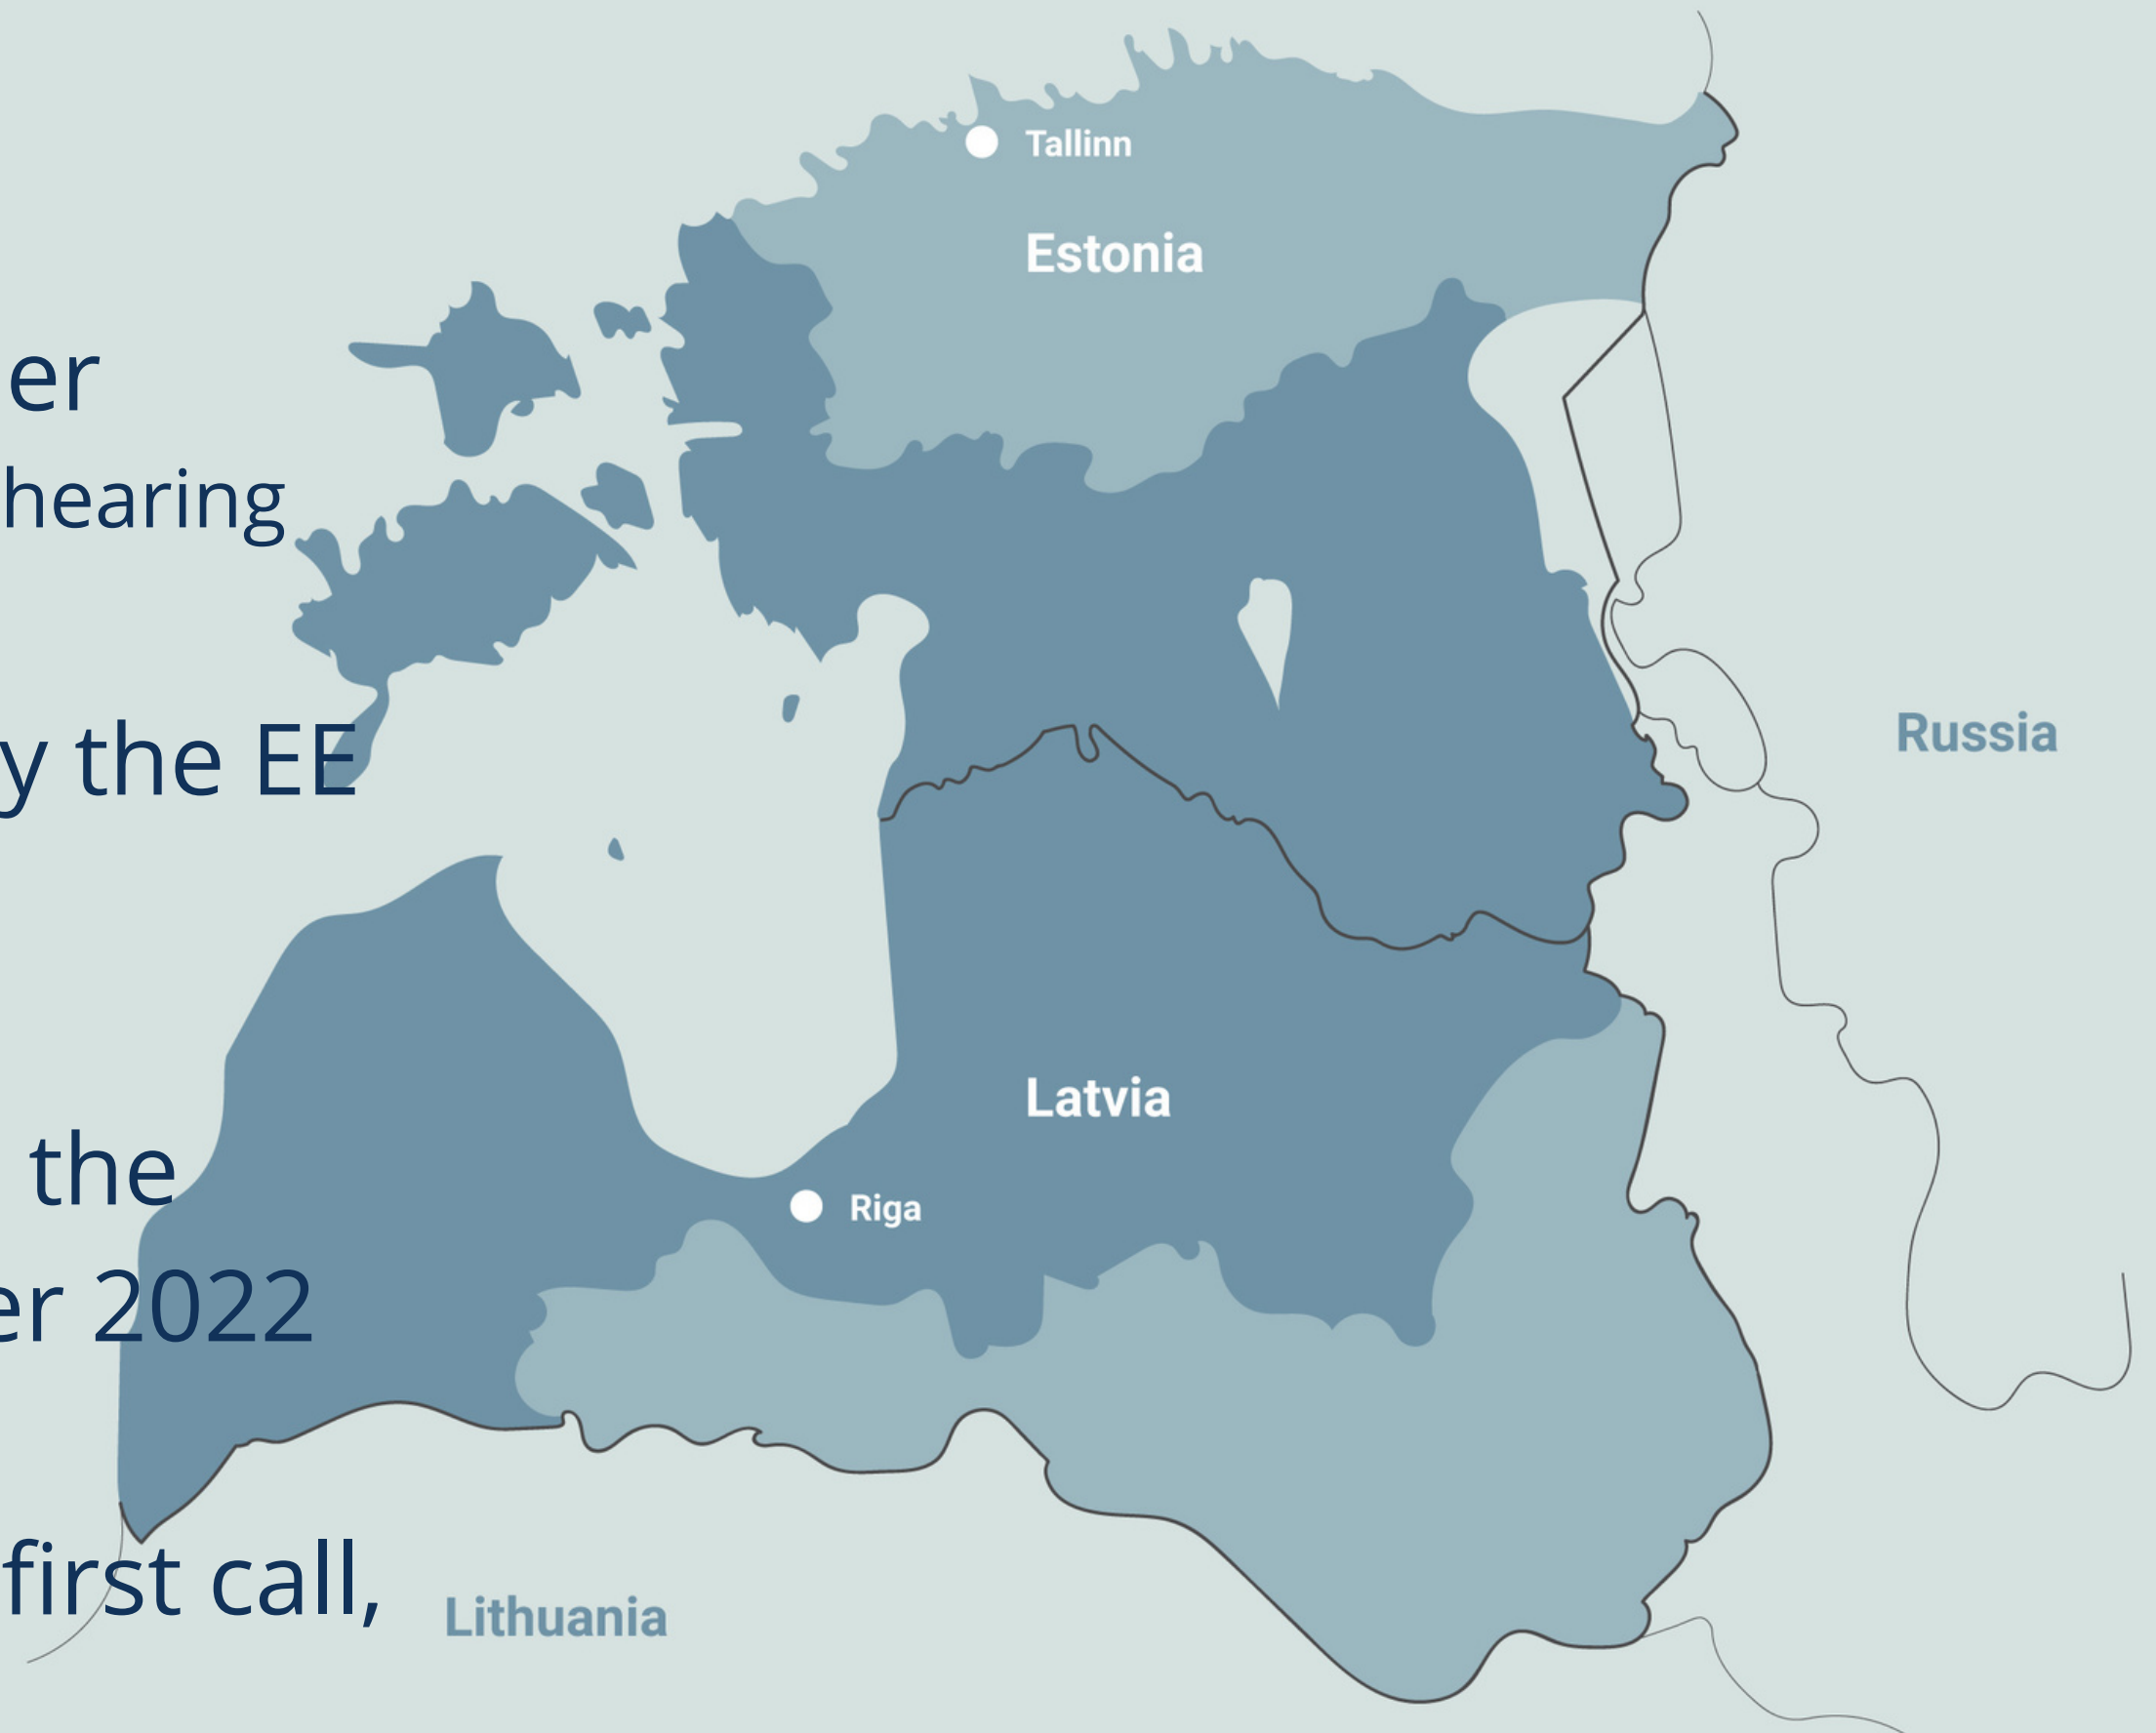 Tallinn
Estonia
er
hearing
Russia
y the EE
Latvia
the
Riga
er 2022
first call,
Lithuania